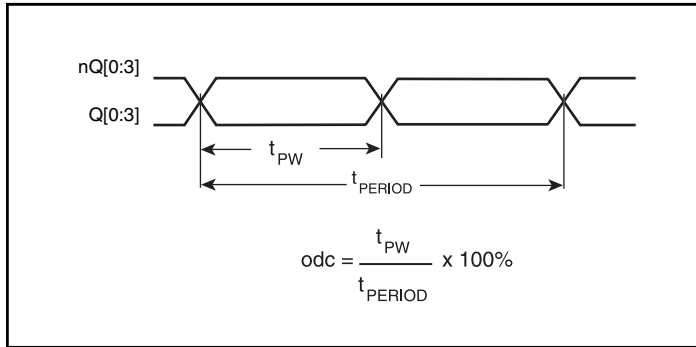 nQ[0:3]
Q[0:3]
tPW
tPERIOD
odc = tPW / tPERIOD x 100%